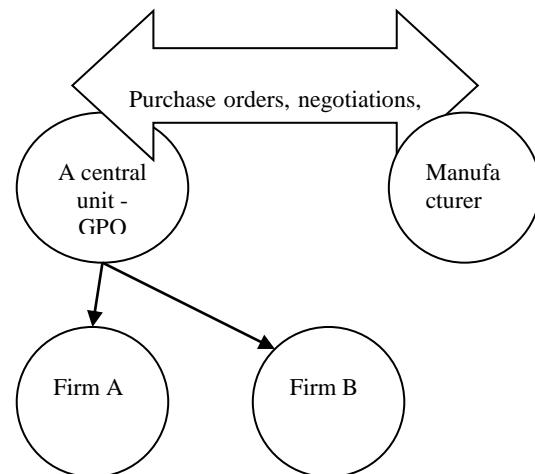 Purchase orders, negotiations,
A central
unit -
GPO
Manufa
cturer
Firm A
Firm B